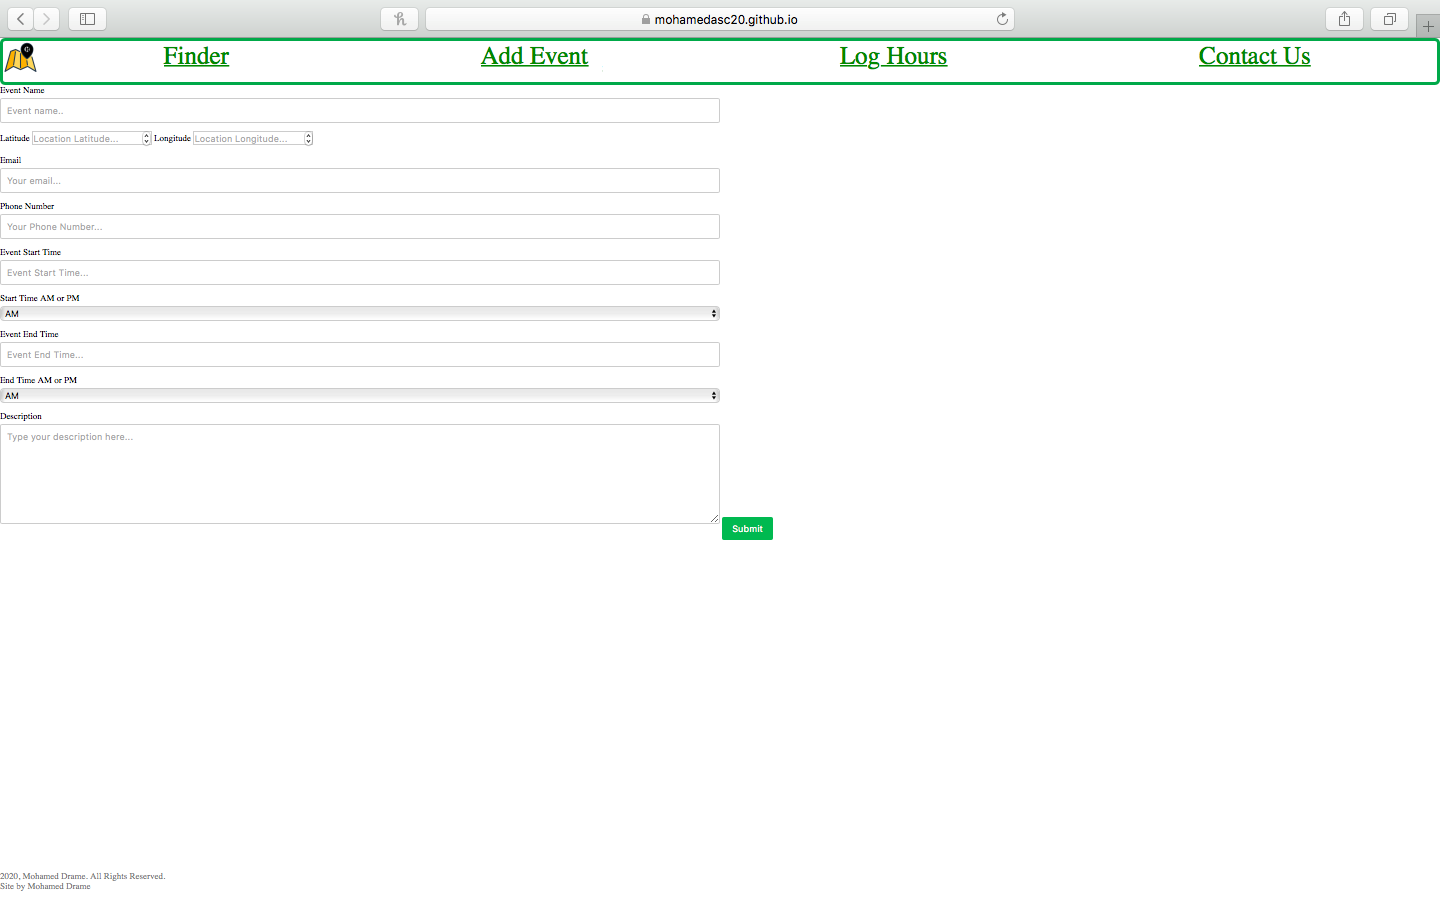 mohamedasc20.github.io
Finder Add Event Log Hours Contact Us
Event Name
Event name..
Latitude Location Latitude... Longitude Location Longitude...
Email
Your email...
Phone Number
Your Phone Number...
Event Start Time
Event Start Time...
Start Time AM or PM
AM
Event End Time
Event End Time...
End Time AM or PM
AM
Description
Type your description here...
Submit
2020, Mohamed Drame. All Rights Reserved.
Site by Mohamed Drame